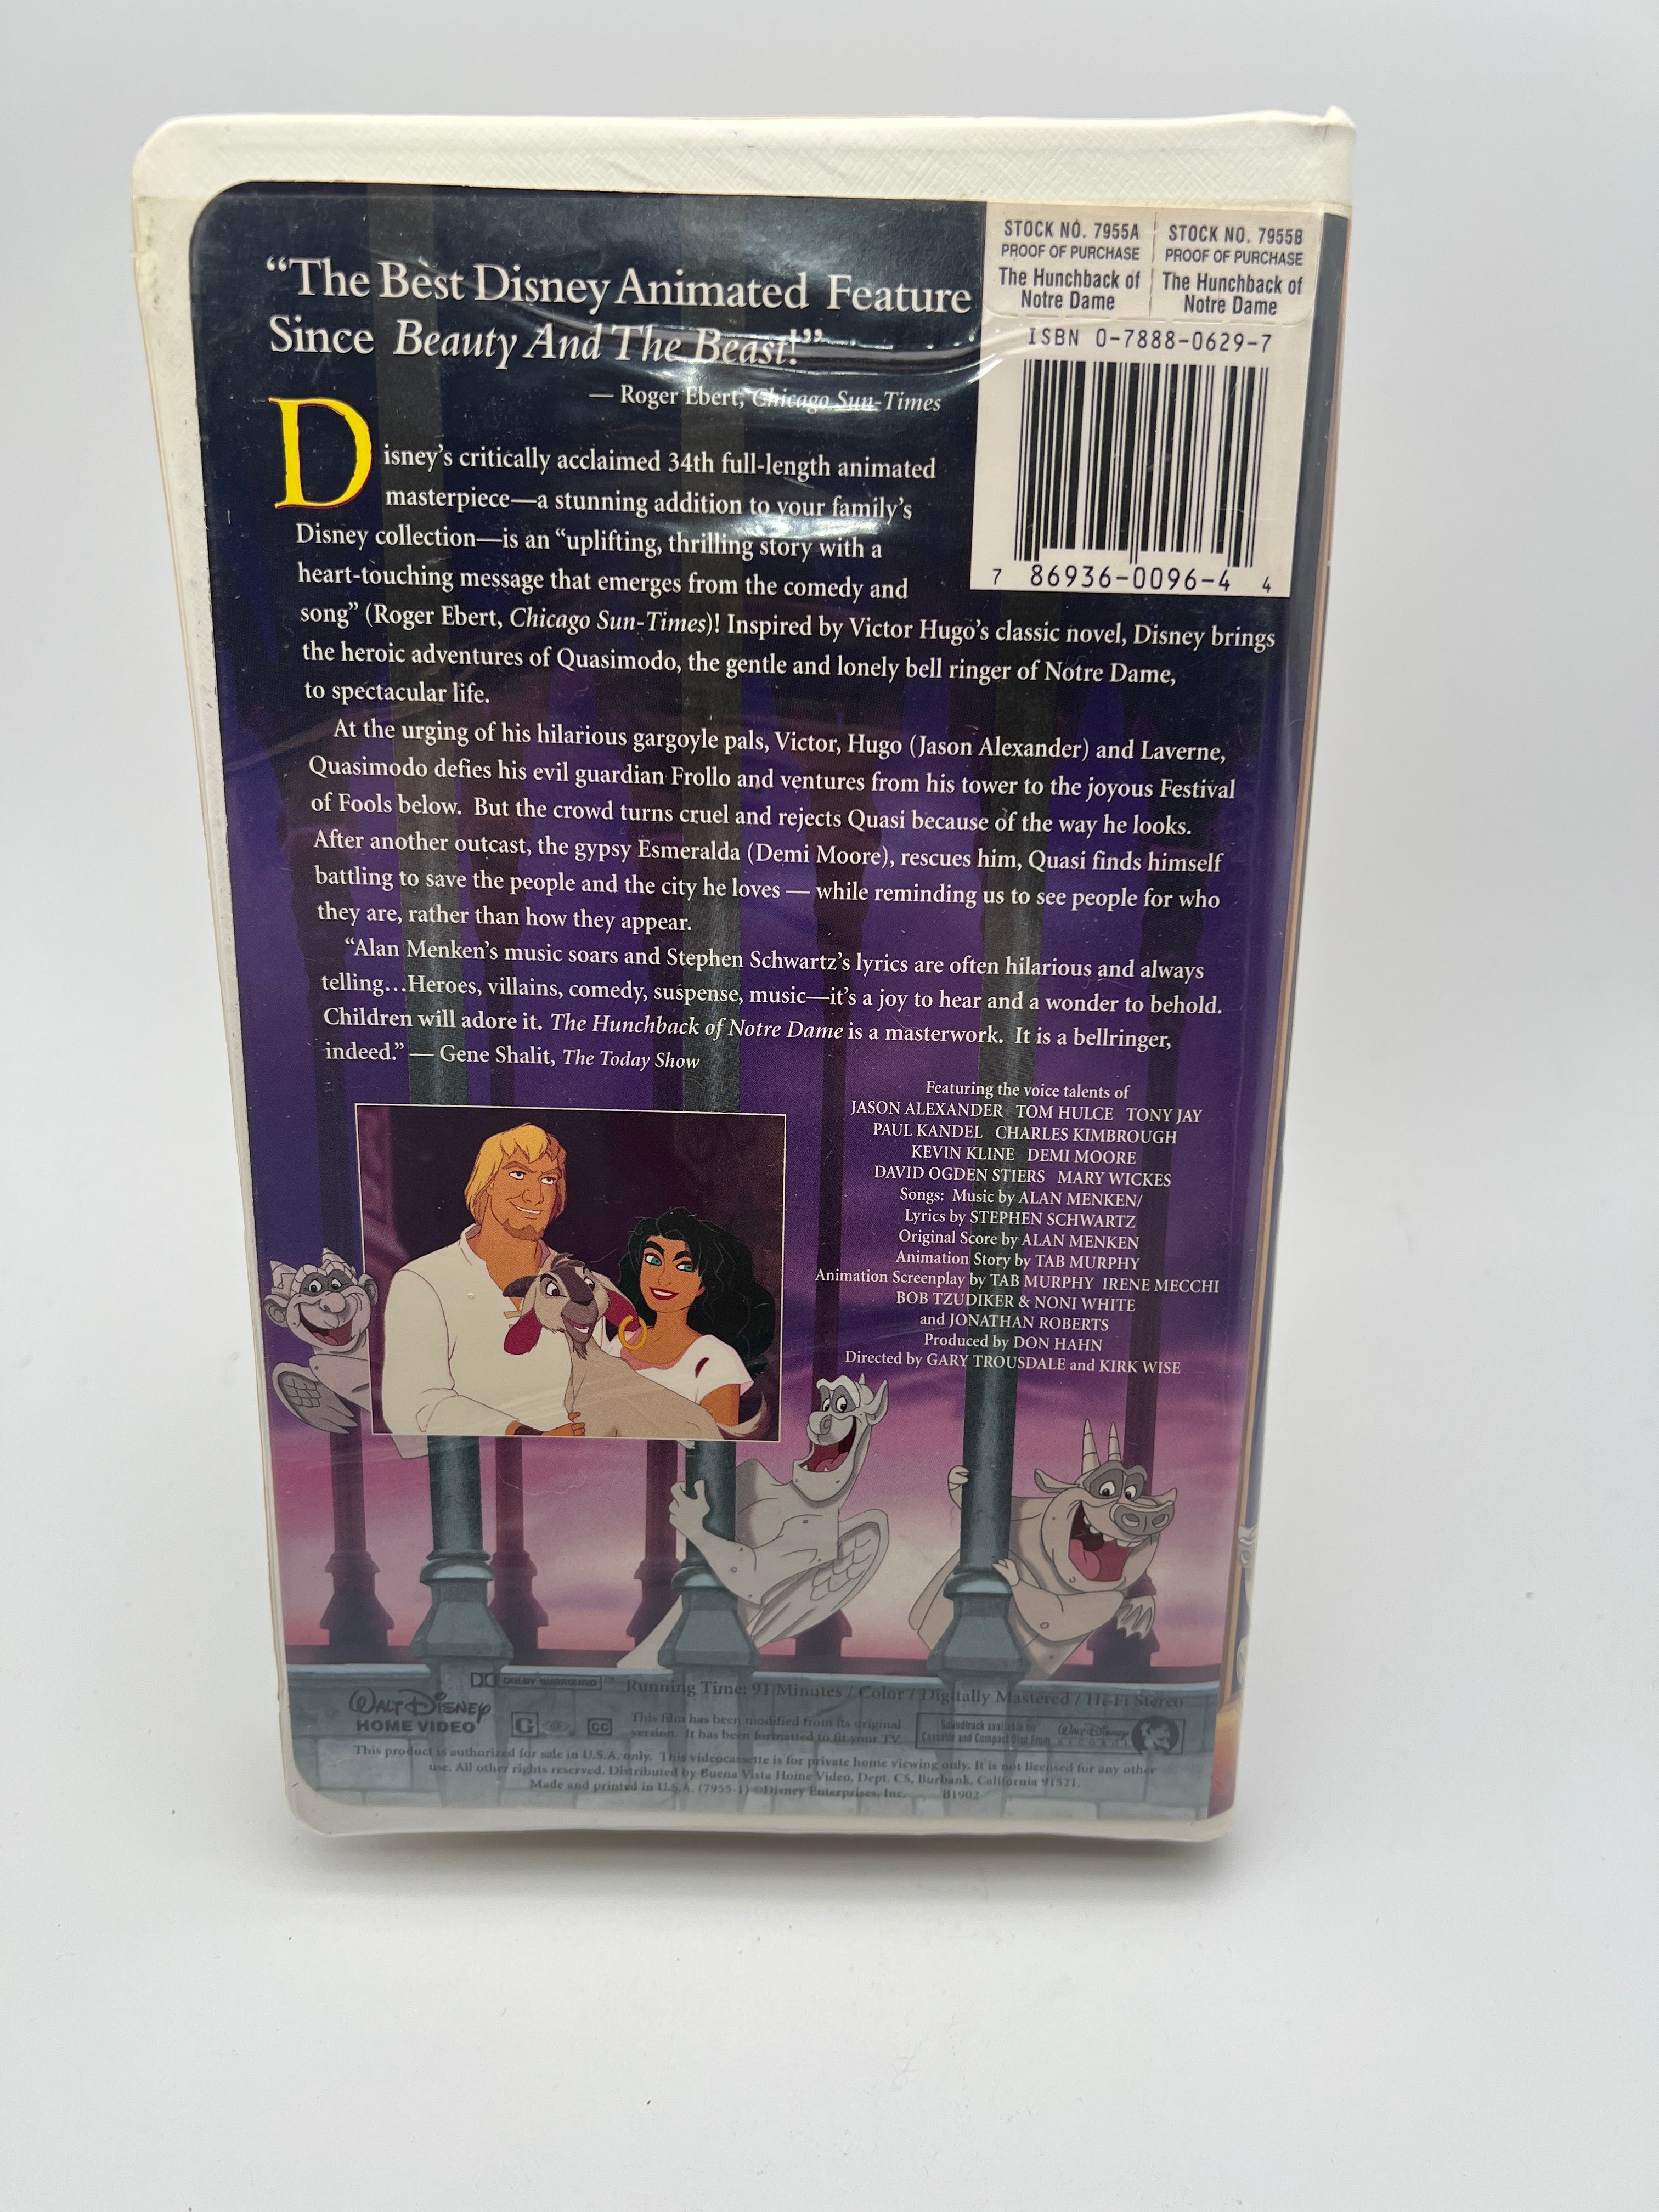 "The Best Disney Animated Feature
Since Beauty And The Beast!"
— Roger Ebert, Chicago Sun-Times
STOCK NO. 7955A
PROOF OF PURCHASE
The Hunchback of
Notre Dame
STOCK NO. 7955B
PROOF OF PURCHASE
The Hunchback of
Notre Dame
ISBN 0-7888-0629-7
7 86936-0096-4 4
Disney's critically acclaimed 34th full-length animated
masterpiece—a stunning addition to your family's
Disney collection—is an "uplifting, thrilling story with a
heart-touching message that emerges from the comedy and
song" (Roger Ebert, Chicago Sun-Times)! Inspired by Victor Hugo's classic novel, Disney brings
the heroic adventures of Quasimodo, the gentle and lonely bell ringer of Notre Dame,
to spectacular life.
At the urging of his hilarious gargoyle pals, Victor, Hugo (Jason Alexander) and Laverne,
Quasimodo defies his evil guardian Frollo and ventures from his tower to the joyous Festival
of Fools below. But the crowd turns cruel and rejects Quasi because of the way he looks.
After another outcast, the gypsy Esmeralda (Demi Moore), rescues him, Quasi finds himself
battling to save the people and the city he loves — while reminding us to see people for who
they are, rather than how they appear.
"Alan Menken's music soars and Stephen Schwartz's lyrics are often hilarious and always
telling...Heroes, villains, comedy, suspense, music—it's a joy to hear and a wonder to behold.
Children will adore it. The Hunchback of Notre Dame is a masterwork. It is a bellringer,
indeed." — Gene Shalit, The Today Show
Featuring the voice talents of
JASON ALEXANDER TOM HULCE TONY JAY
PAUL KANDEL CHARLES KIMBROUGH
KEVIN KLINE DEMI MOORE
DAVID OGDEN STIERS MARY WICKES
Songs: Music by ALAN MENKEN/
Lyrics by STEPHEN SCHWARTZ
Original Score by ALAN MENKEN
Animation Story by TAB MURPHY
Animation Screenplay by TAB MURPHY IRENE MECCHI
BOB TZUDIKER & NONI WHITE
and JONATHAN ROBERTS
Produced by DON HAHN
Directed by GARY TROUSDALE and KIRK WISE
DOLBY SURROUND™ Running Time: 91 Minutes / Color / Digitally Mastered / Hi-Fi Stereo
WALT DISNEY
HOME VIDEO
G
CC
This film has been modified from its original
version. It has been formatted to fit your TV.
Soundtrack available on
Cassette and Compact Disc From
Walt Disney
RECORDS
This product is authorized for sale in U.S.A. only. This videocassette is for private home viewing only. It is not licensed for any other
use. All other rights reserved. Distributed by Buena Vista Home Video, Dept. CS, Burbank, California 91521.
Made and printed in U.S.A. (7955-1) ©Disney Enterprises, Inc. B1902